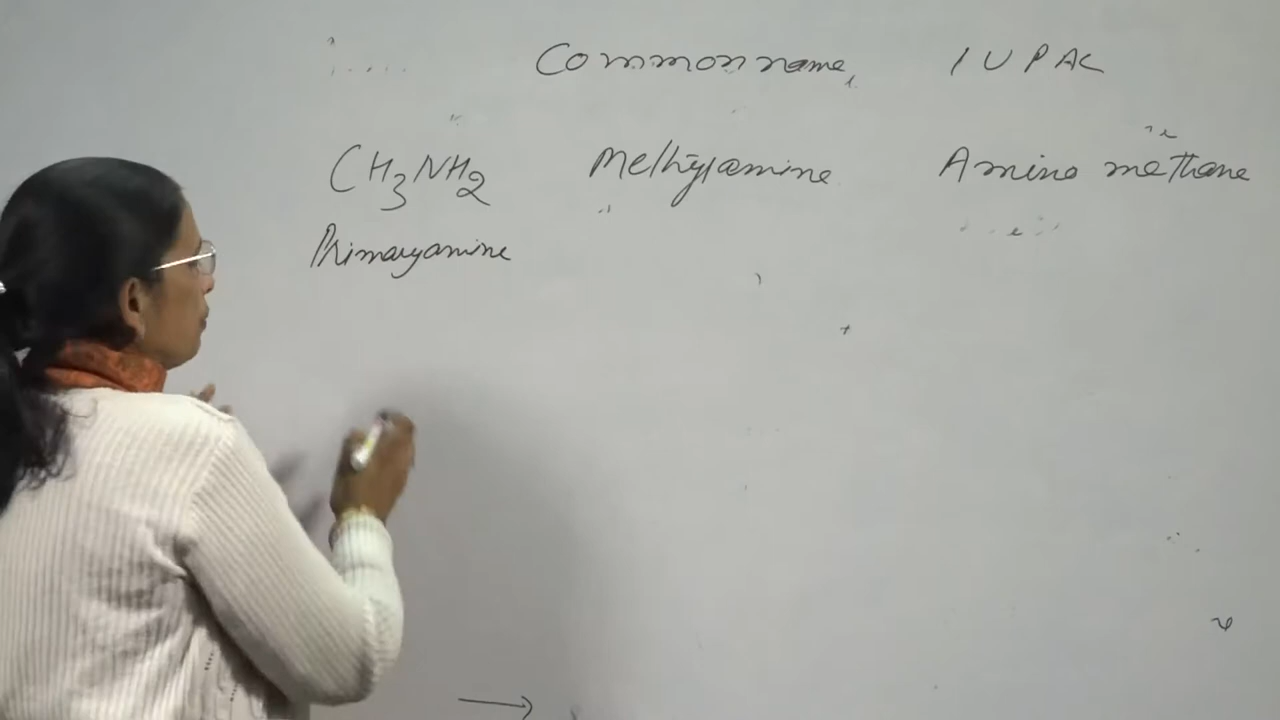 Common name IUPAC
CH3NH2 Methylamine Amino methane
Primaryamine
→